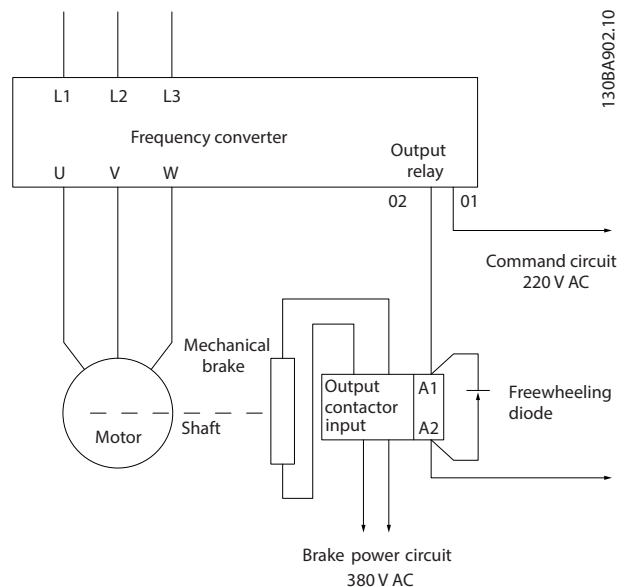 130BA902.10
L1 L2 L3
Frequency converter
Output
relay
U V W
02 01
Command circuit
220 V AC
Mechanical
brake
Output
contactor
input
A1
A2
Freewheeling
diode
Motor
Shaft
Brake power circuit
380 V AC